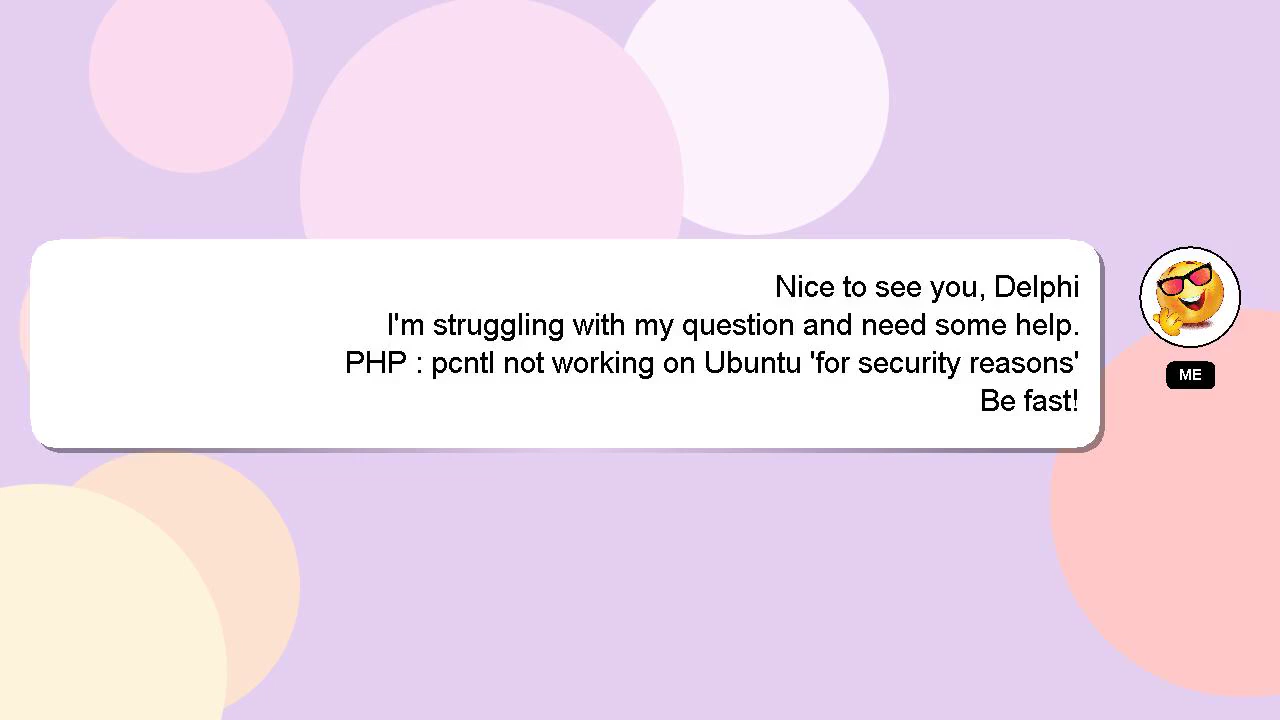 Nice to see you, Delphi
I'm struggling with my question and need some help.
PHP : pcntl not working on Ubuntu 'for security reasons'
Be fast!
ME